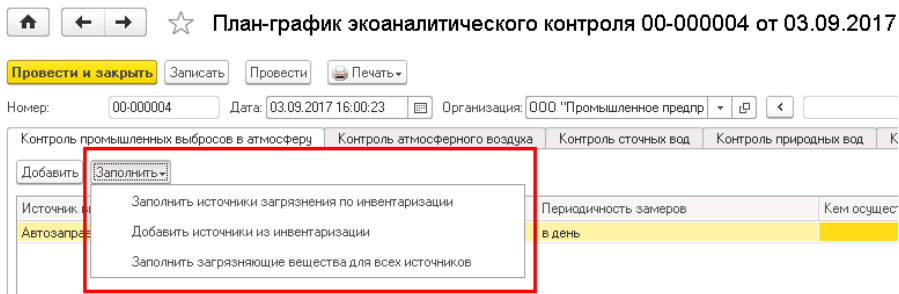 План-график экоаналитического контроля 00-000004 от 03.09.2017
Провести и закрыть Записать Провести Печать
Номер: 00-000004 Дата: 03.09.2017 16:00:23 Организация: ООО "Промышленное предпр
Контроль промышленных выбросов в атмосферу Контроль атмосферного воздуха Контроль сточных вод Контроль природных вод К
Добавить Заполнить
Заполнить источники загрязнения по инвентаризации
Добавить источники из инвентаризации
Заполнить загрязняющие вещества для всех источников
Источник Периодичность замеров Кем осущест
Автозаправ в день